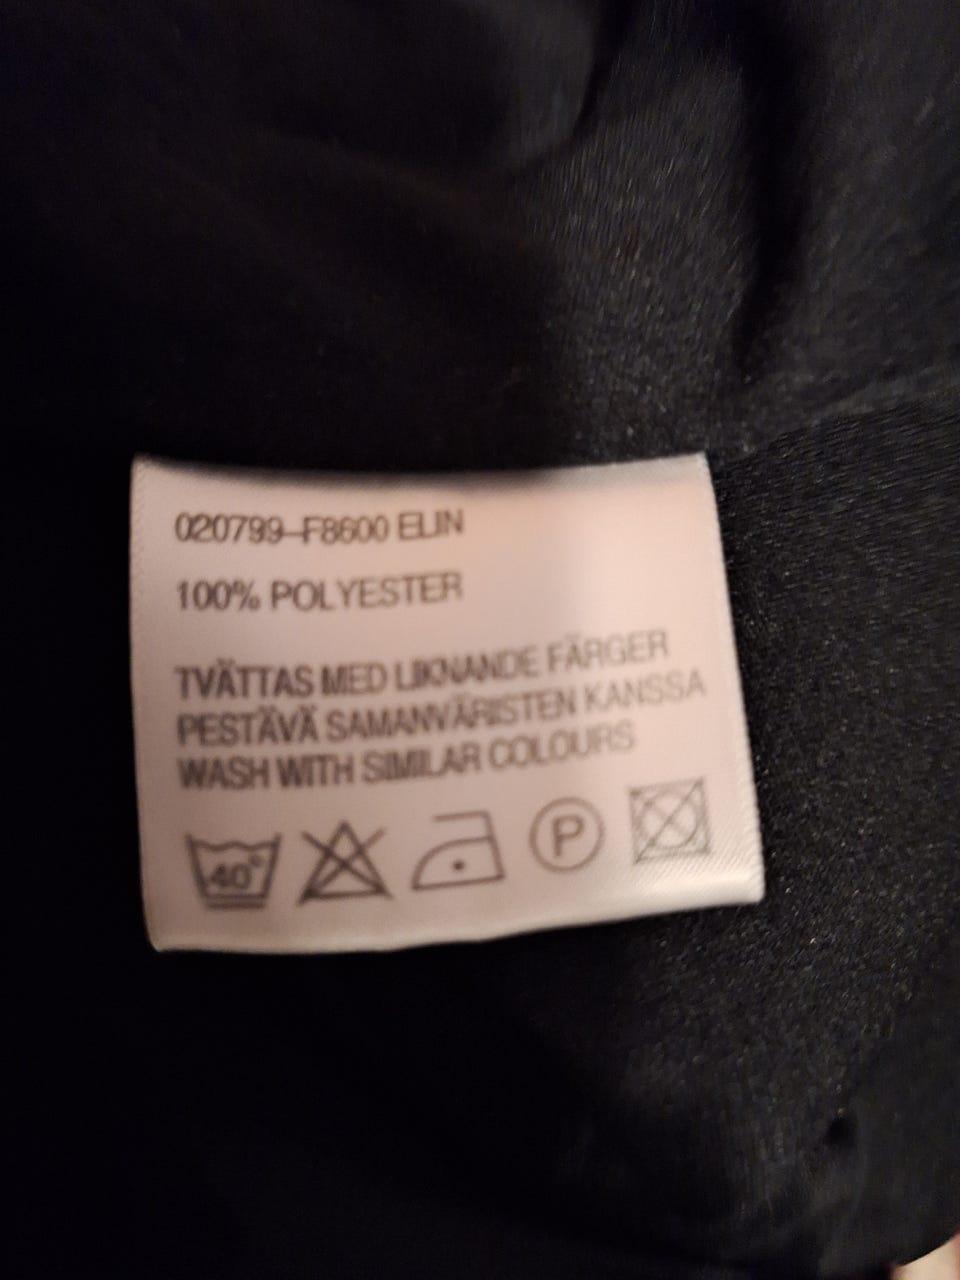 020799-F8600 ELIN
100% POLYESTER
TVÄTTAS MED LIKNANDE FÄRGER
PESTÄVÄ SAMANVÄRISTEN KANSSA
WASH WITH SIMILAR COLOURS
40° P